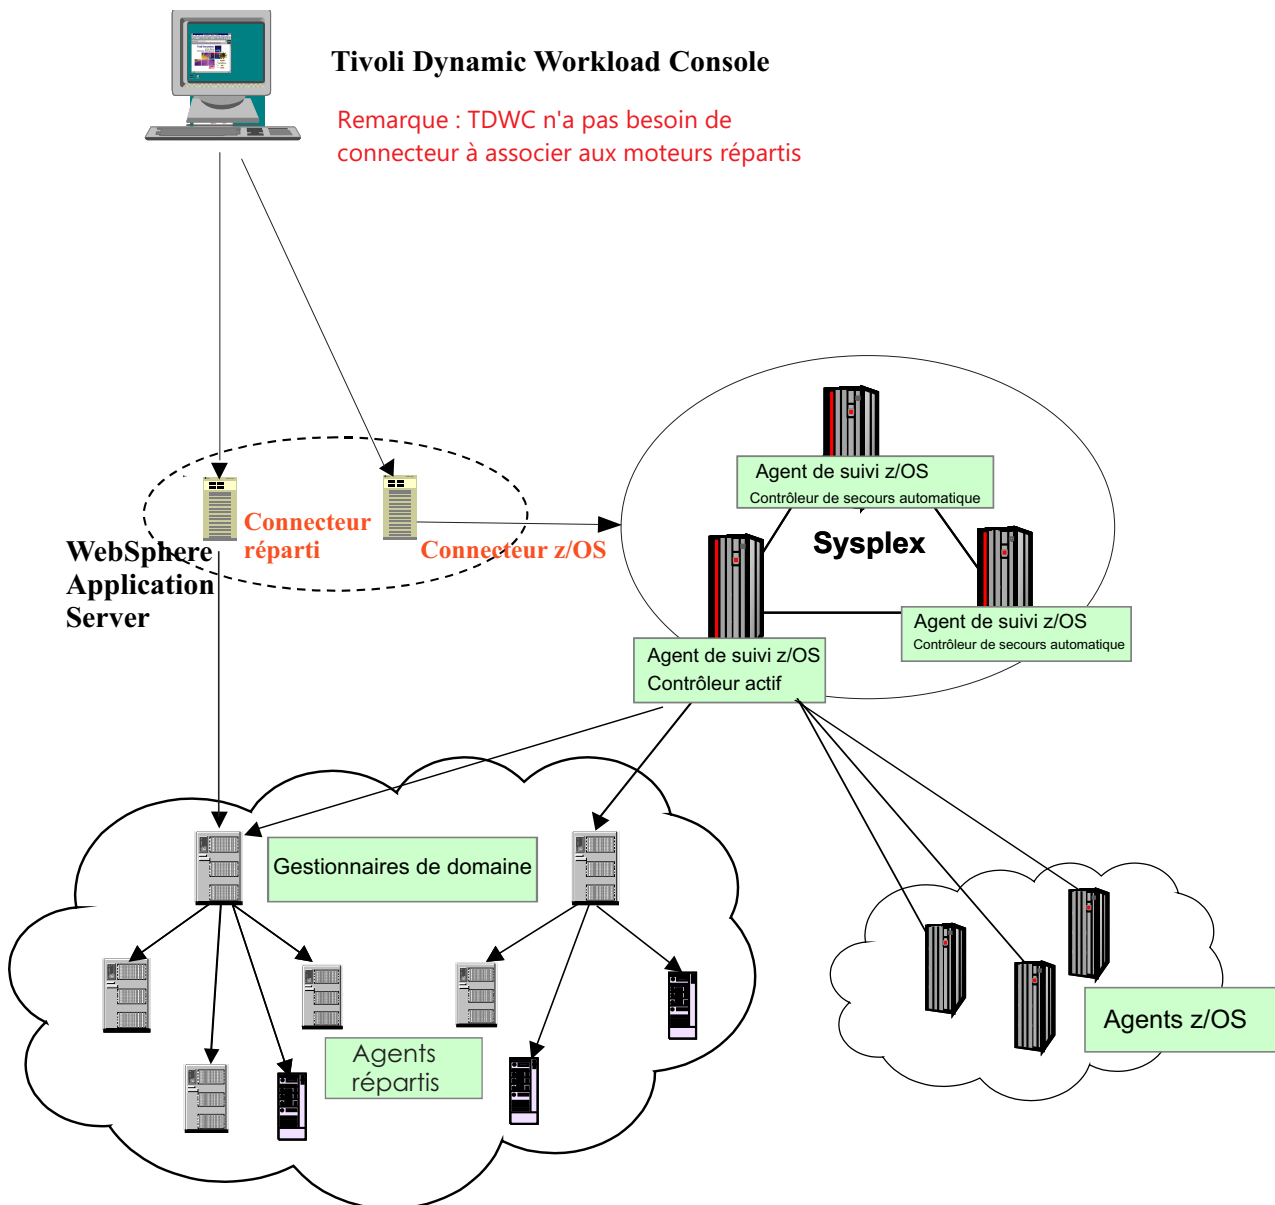 Tivoli Dynamic Workload Console
Remarque : TDWC n'a pas besoin de
connecteur à associer aux moteurs répartis
Agent de suivi z/OS
Contrôleur de secours automatique
Sysplex
Connecteur
réparti
Connecteur z/OS
WebSphere
Application
Server
Agent de suivi z/OS
Contrôleur de secours automatique
Agent de suivi z/OS
Contrôleur actif
Gestionnaires de domaine
Agents z/OS
Agents
répartis